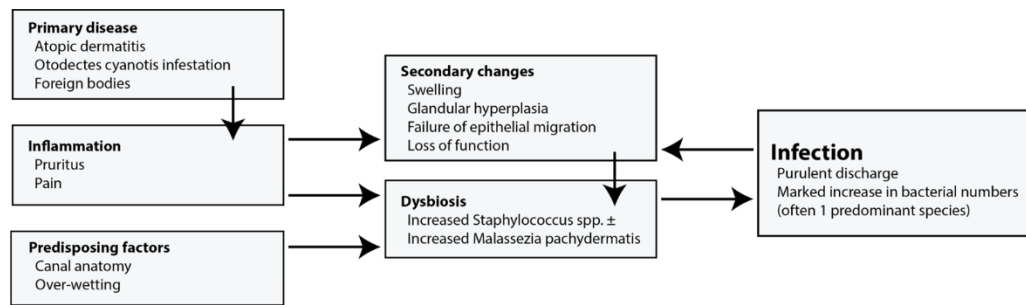 Primary disease
Atopic dermatitis
Otodectes cyanotis infestation
Foreign bodies
Inflammation
Pruritus
Pain
Predisposing factors
Canal anatomy
Over-wetting
Secondary changes
Swelling
Glandular hyperplasia
Failure of epithelial migration
Loss of function
Dysbiosis
Increased Staphylococcus spp. ±
Increased Malassezia pachydermatis
Infection
Purulent discharge
Marked increase in bacterial numbers
(often 1 predominant species)